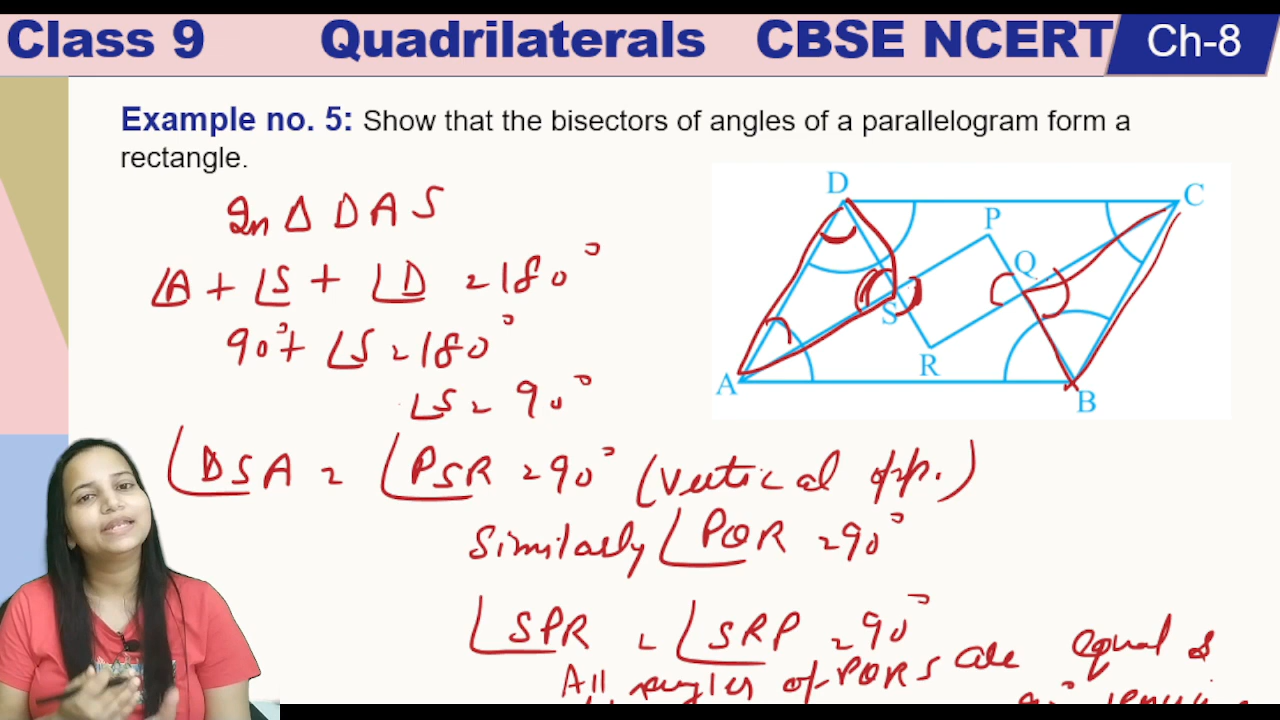 Class 9 Quadrilaterals CBSE NCERT Ch-8
Example no. 5: Show that the bisectors of angles of a parallelogram form a
rectangle.
In Δ DAS
∠A + ∠S + ∠D = 180°
90° + ∠S = 180°
∠S = 90°
∠DSA = ∠PSR = 90° (vertical opp.)
Similarly ∠PQR = 90°
∠SPR = ∠SRP = 90°
All angles of PQRS are equal &
90°
D
C
P
Q
S
R
A
B